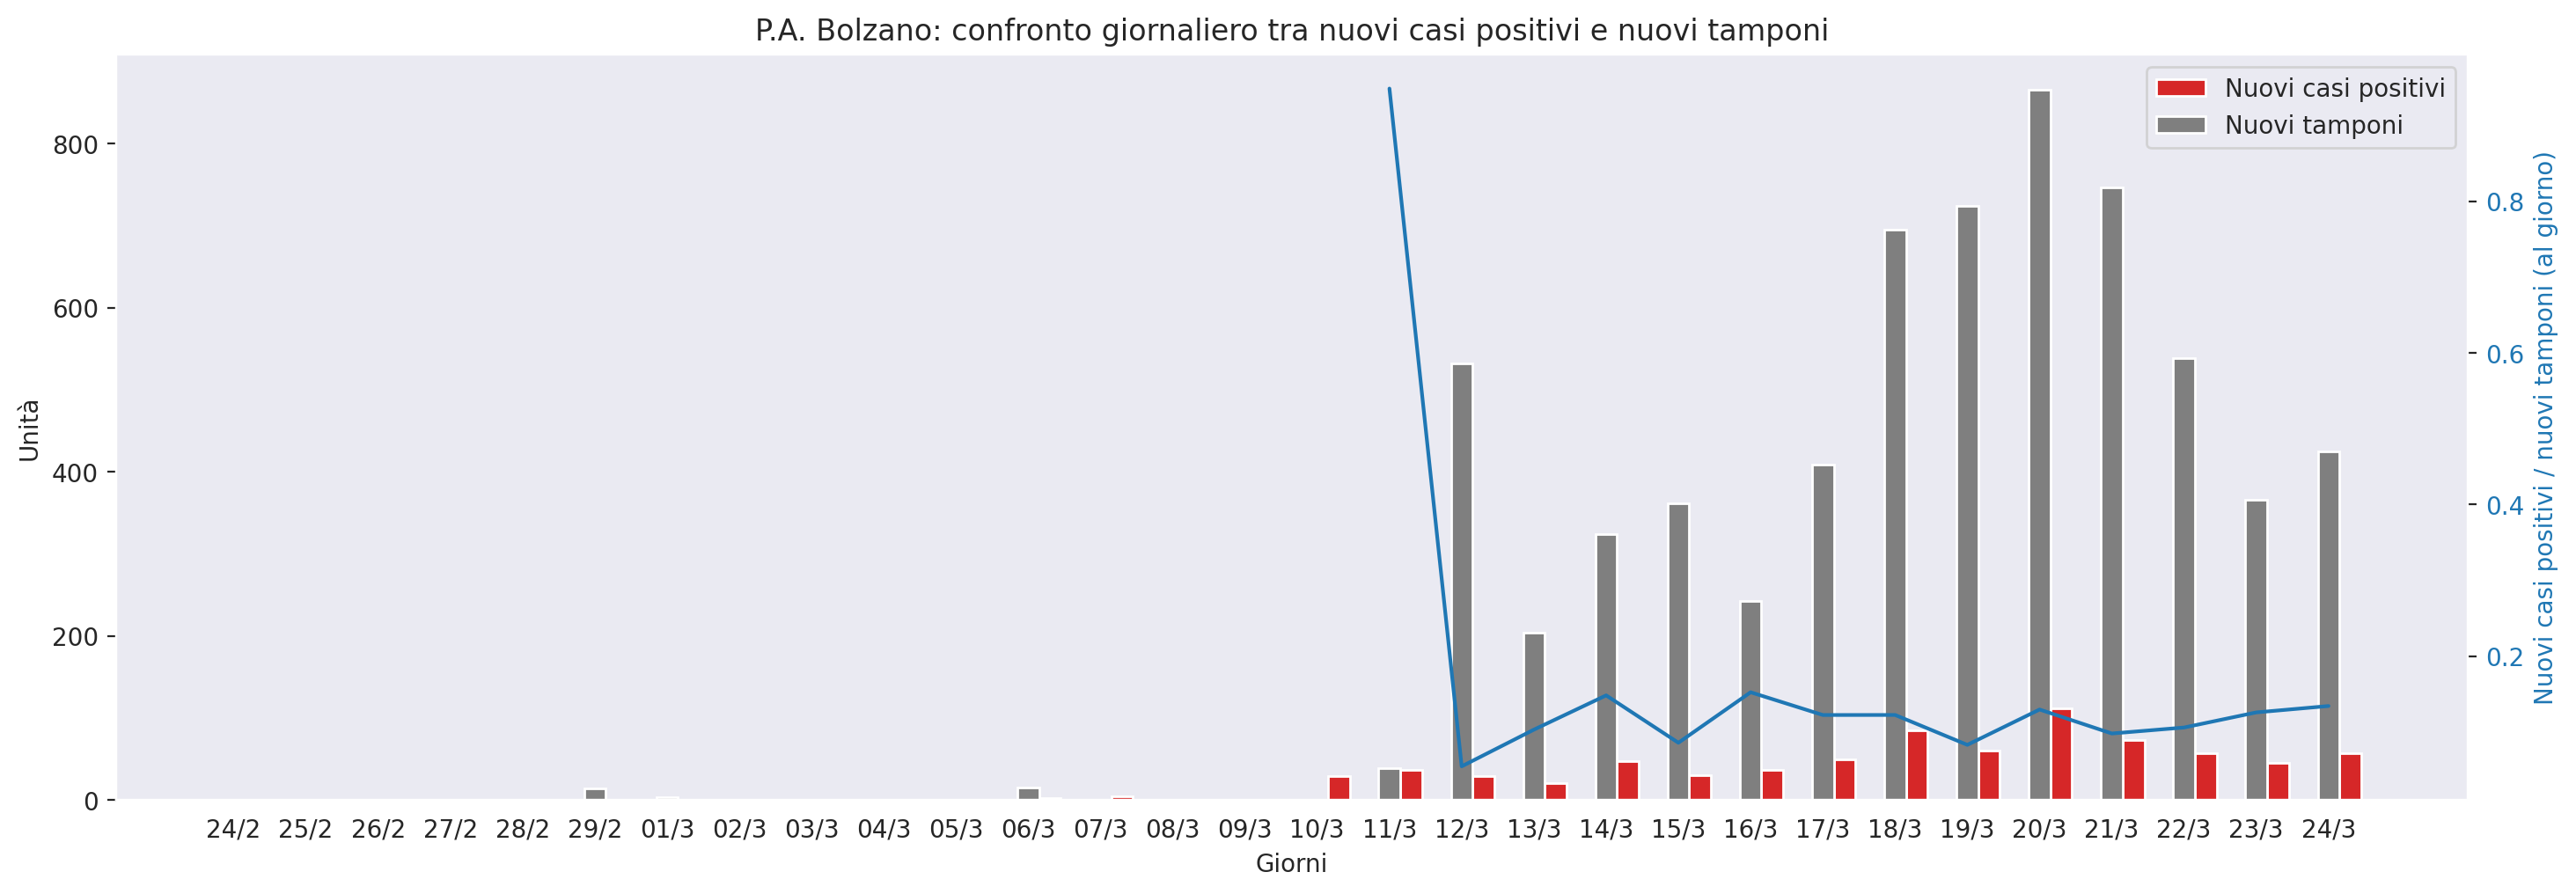 P.A. Bolzano: confronto giornaliero tra nuovi casi positivi e nuovi tamponi
Nuovi casi positivi
Nuovi tamponi
800
600
400
200
0
Unità
0.8
0.6
0.4
0.2
Nuovi casi positivi / nuovi tamponi (al giorno)
24/2 25/2 26/2 27/2 28/2 29/2 01/3 02/3 03/3 04/3 05/3 06/3 07/3 08/3 09/3 10/3 11/3 12/3 13/3 14/3 15/3 16/3 17/3 18/3 19/3 20/3 21/3 22/3 23/3 24/3
Giorni